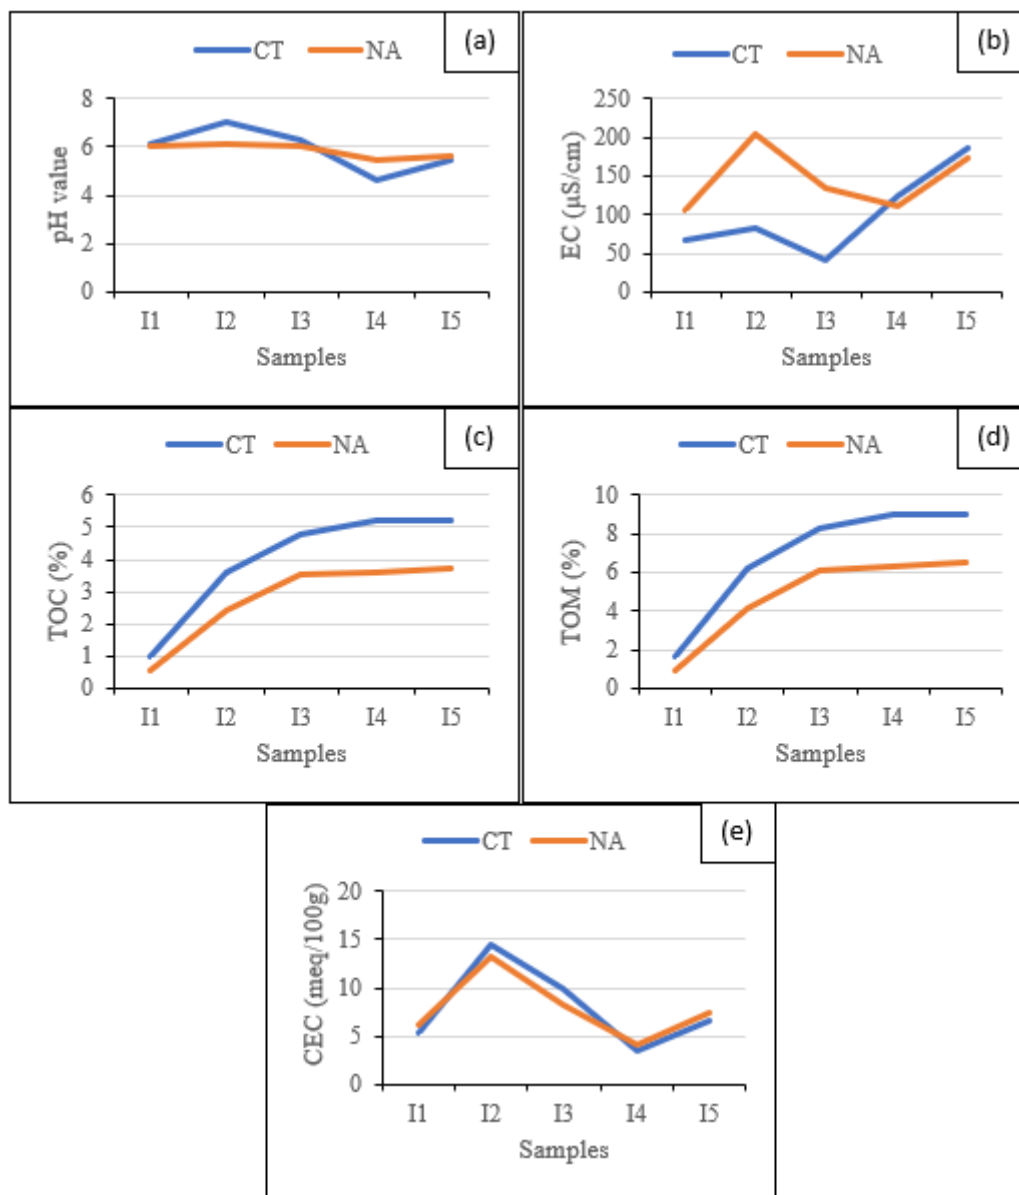 (a)
CT NA
8
6
4
2
0
pH value
I1 I2 I3 I4 I5
Samples
(b)
CT NA
250
200
150
100
50
0
EC (µS/cm)
I1 I2 I3 I4 I5
Samples
(c)
CT NA
6
5
4
3
2
1
0
TOC (%)
I1 I2 I3 I4 I5
Samples
(d)
CT NA
10
8
6
4
2
0
TOM (%)
I1 I2 I3 I4 I5
Samples
(e)
CT NA
20
15
10
5
0
CEC (meq/100g)
I1 I2 I3 I4 I5
Samples